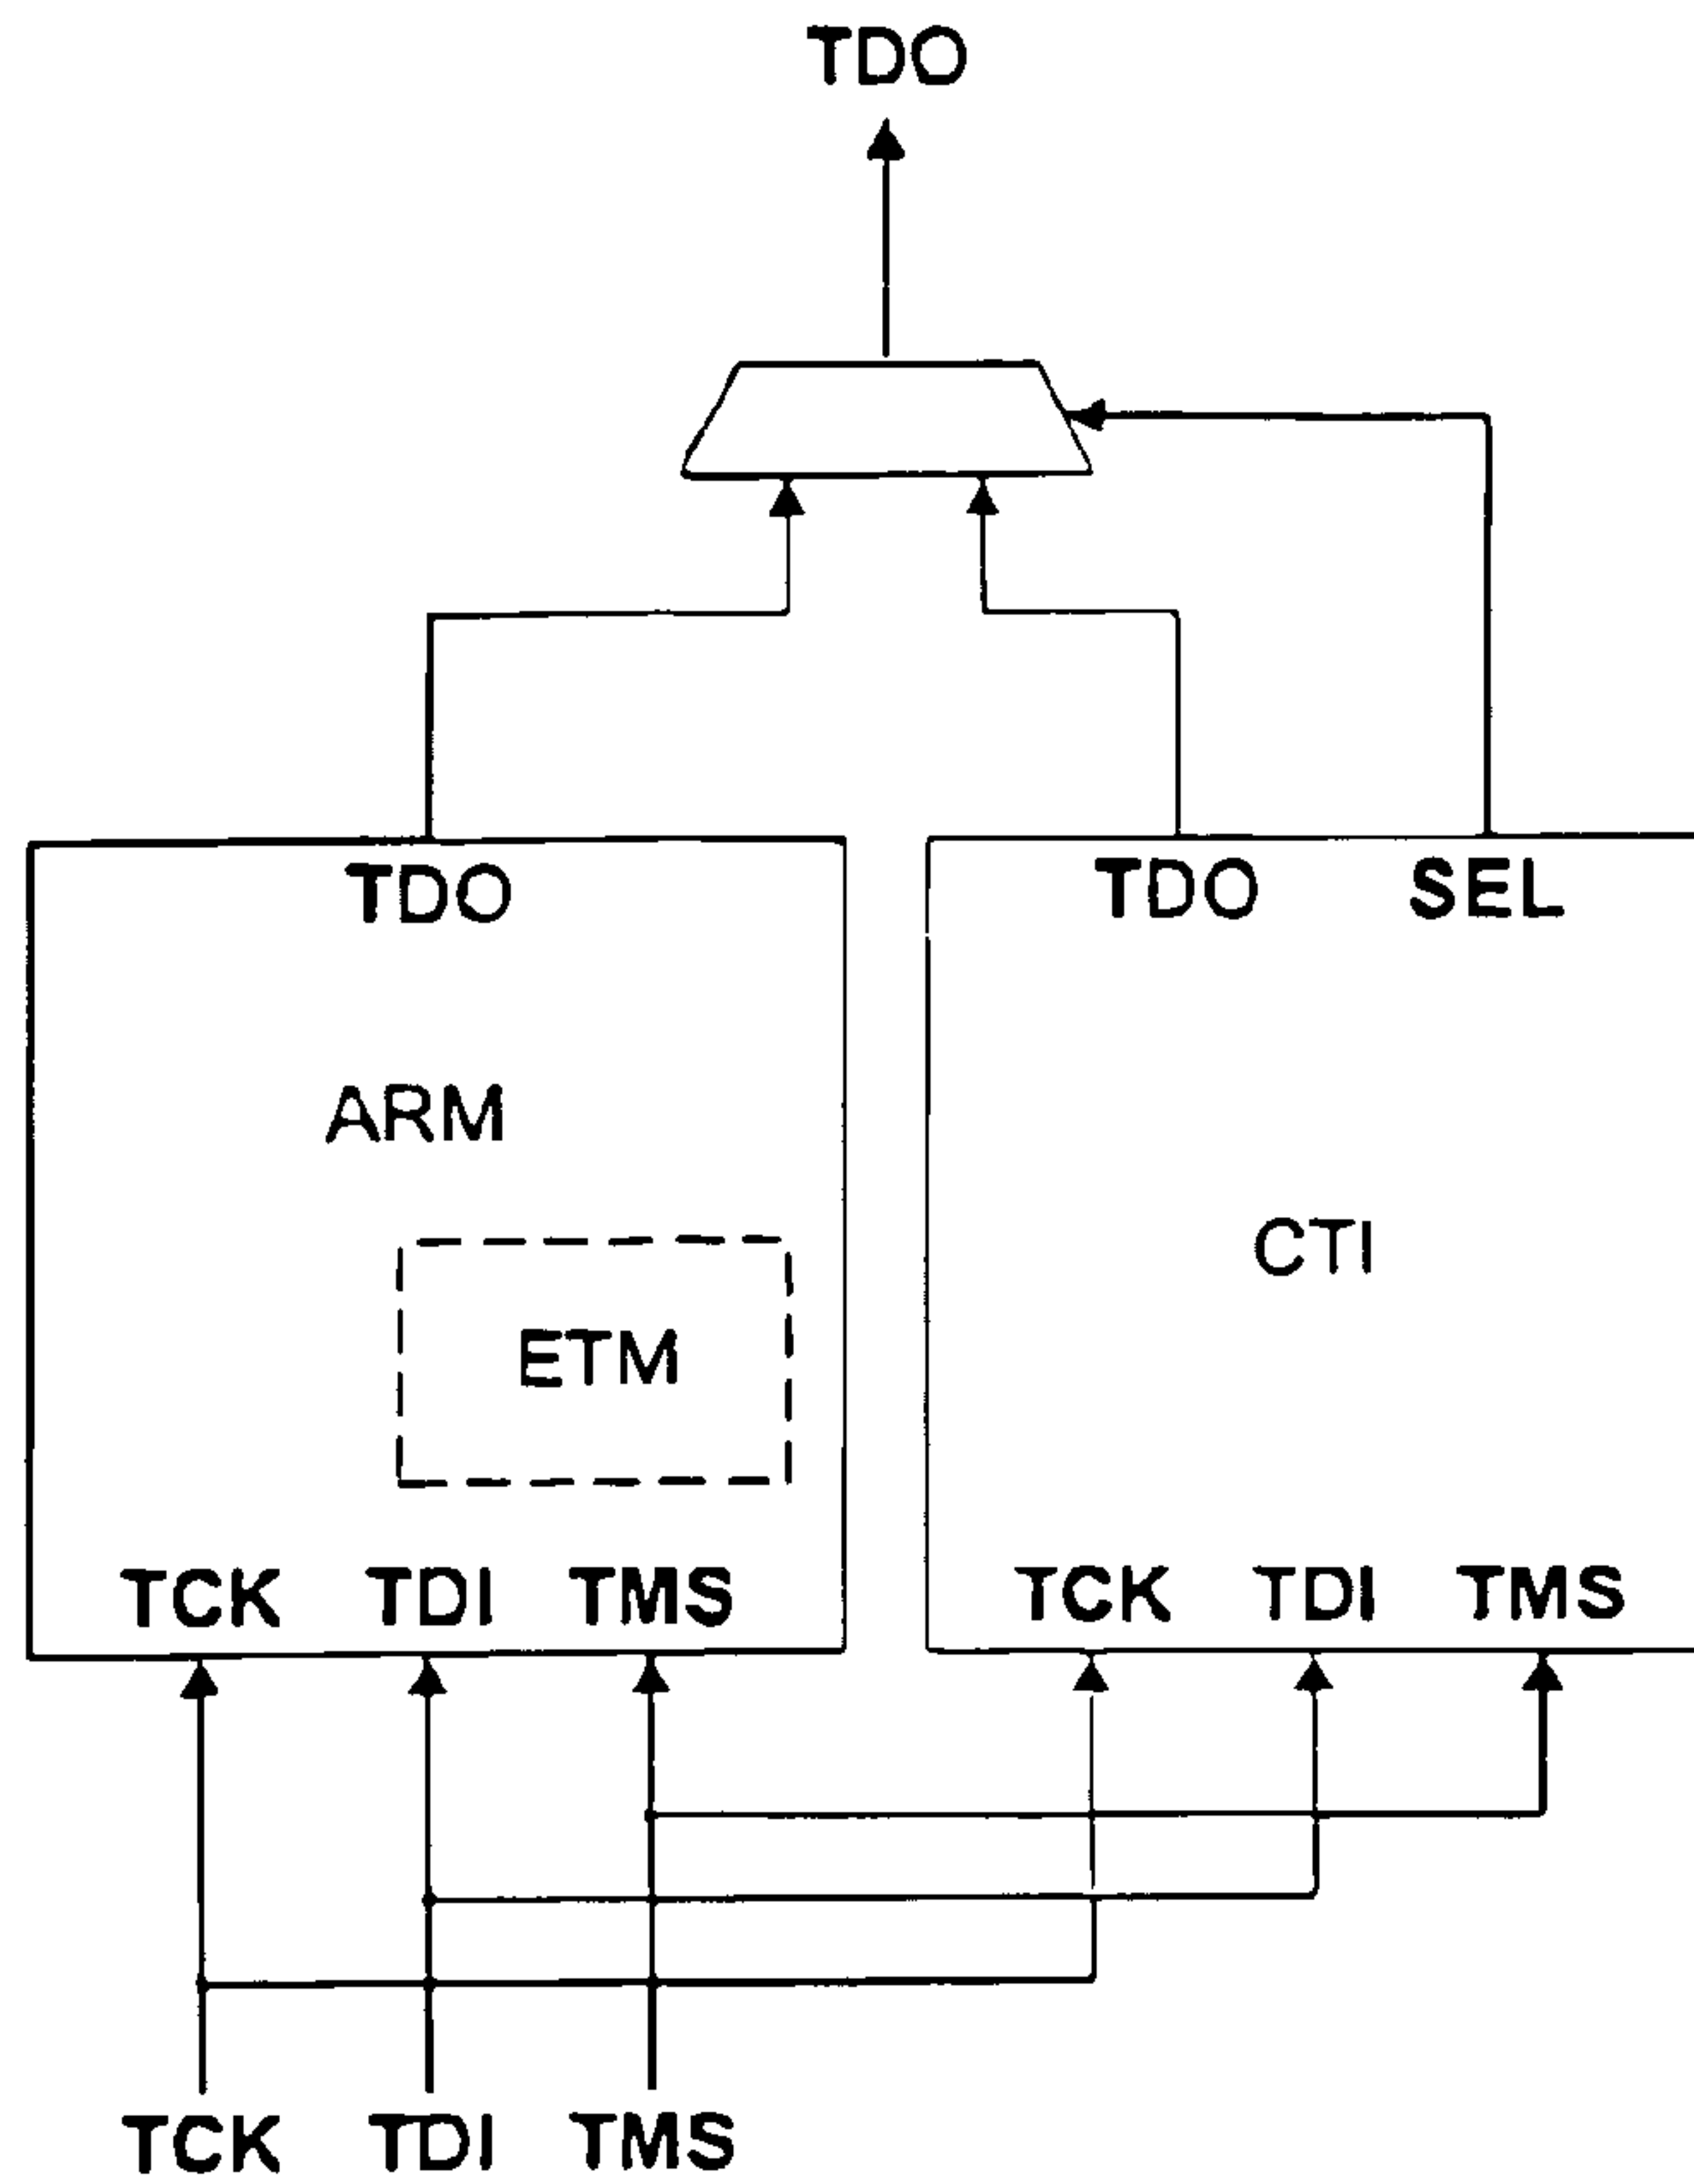 TDO
TDO TDO SEL
ARM
CTI
ETM
TCK TDI TMS TCK TDI TMS
TCK TDI TMS